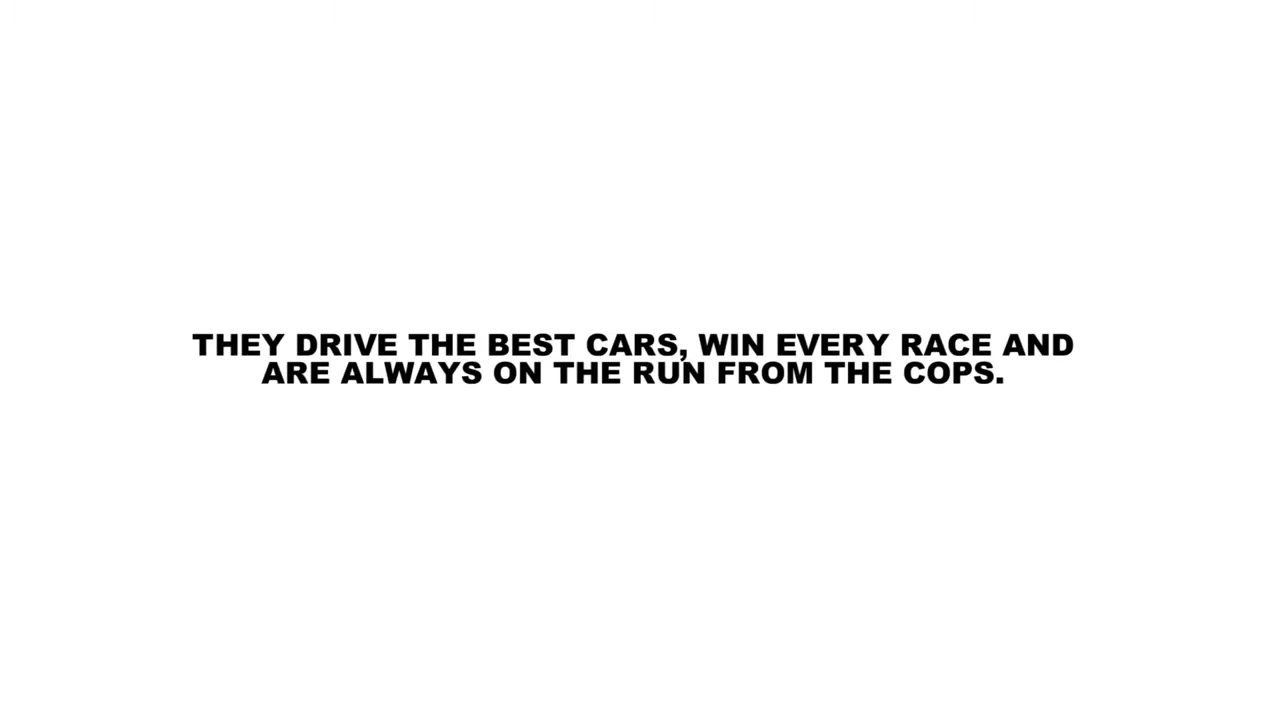 THEY DRIVE THE BEST CARS, WIN EVERY RACE AND
ARE ALWAYS ON THE RUN FROM THE COPS.